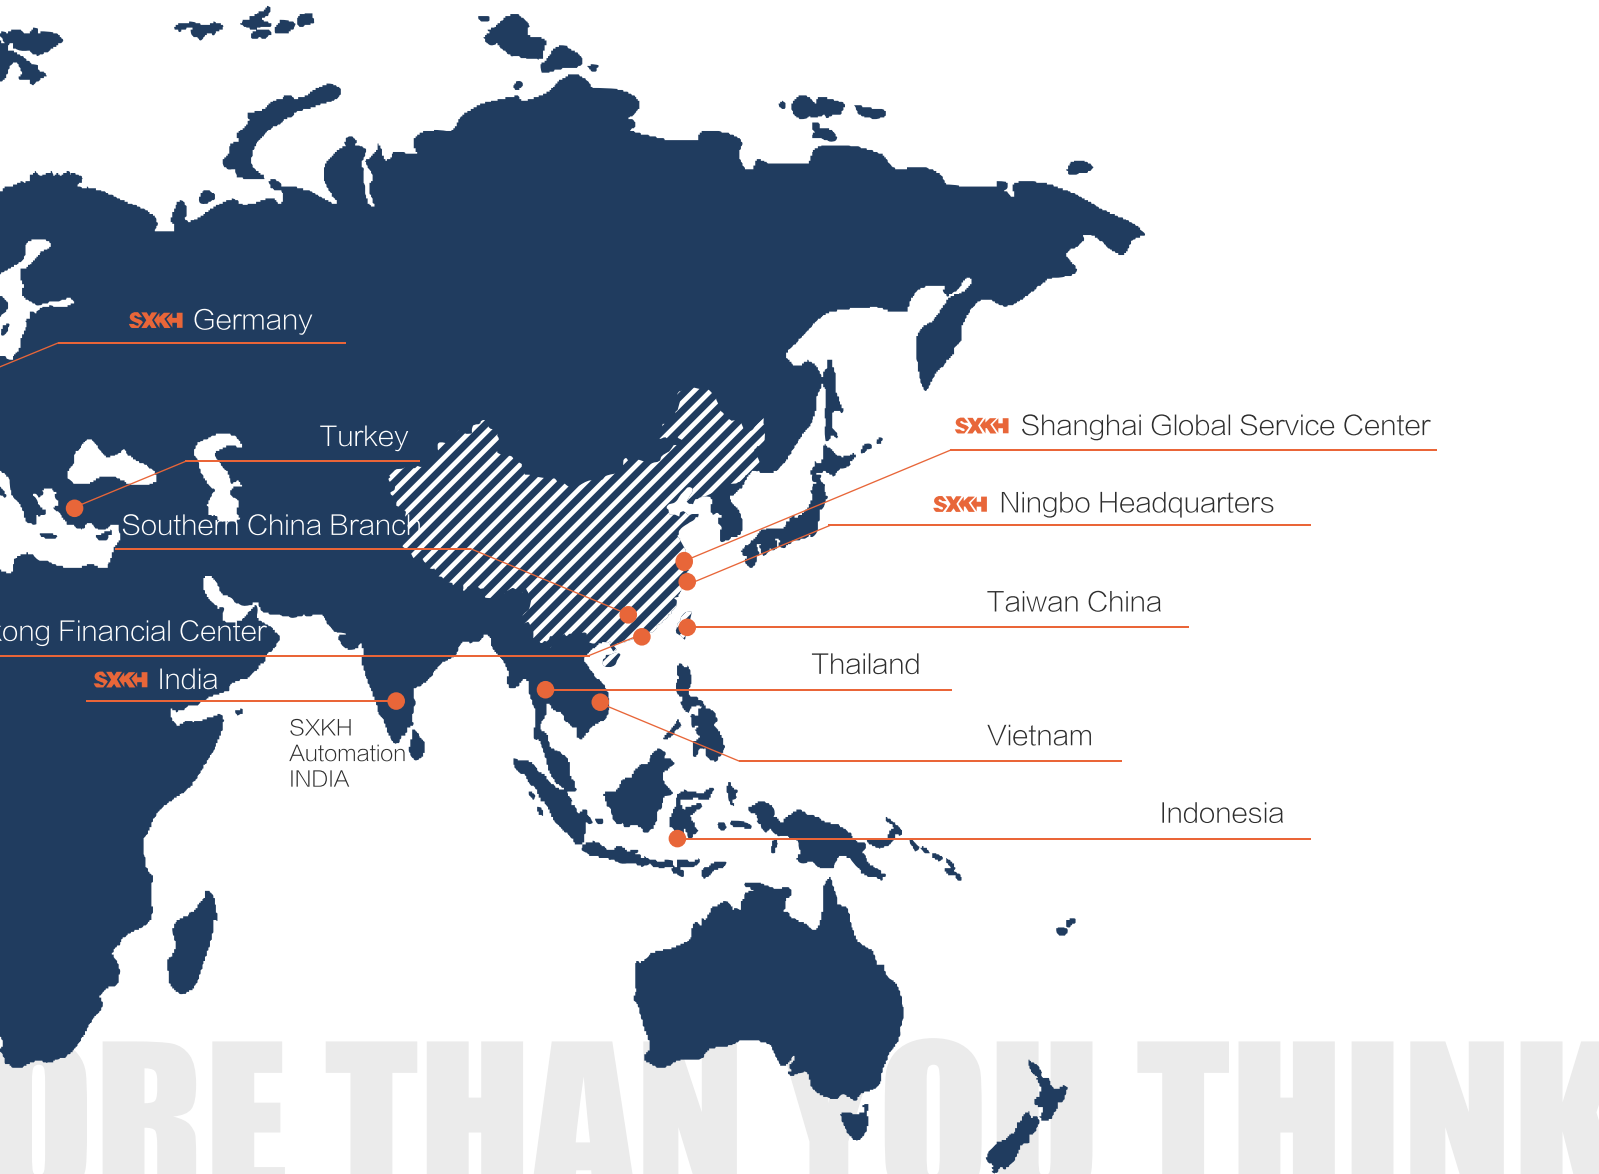 SXKH Germany
SXKH Shanghai Global Service Center
Turkey
SXKH Ningbo Headquarters
Southern China Branch
Taiwan China
kong Financial Center
Thailand
SXKH India
SXKH
Automation
INDIA
Vietnam
Indonesia
ORE THAN YOU THINK